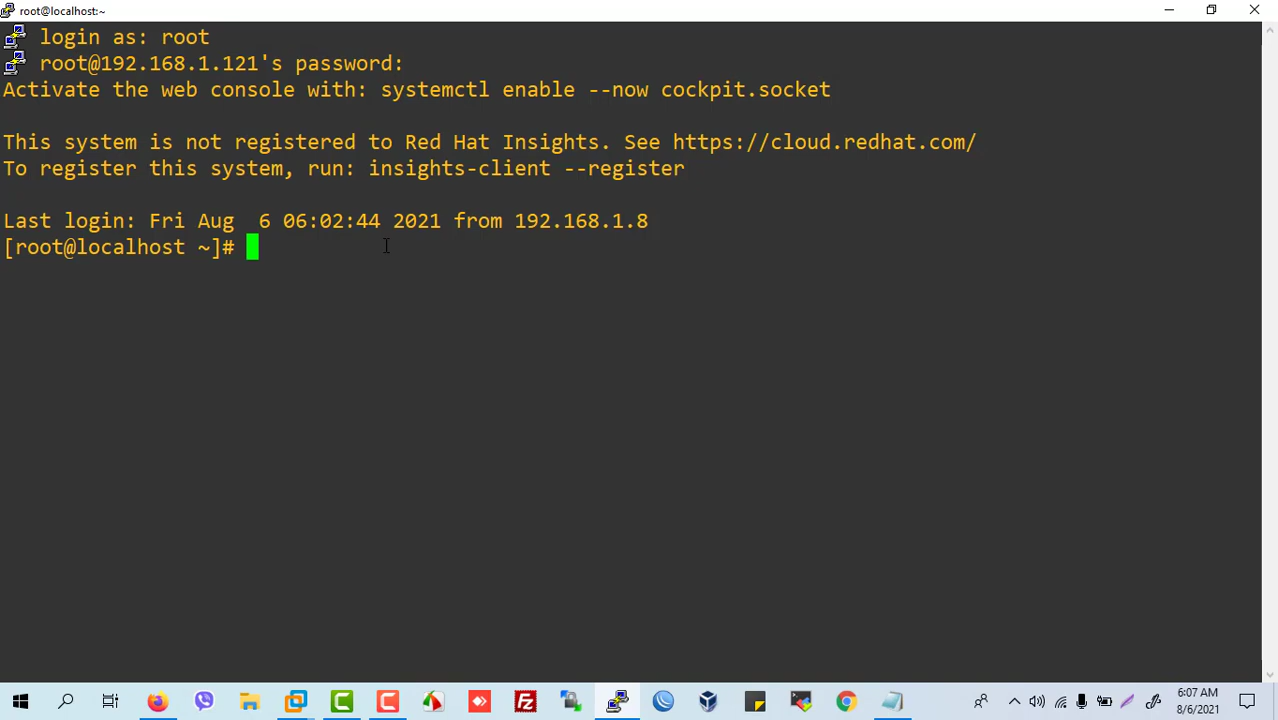 root@localhost:~
login as: root
root@192.168.1.121's password:
Activate the web console with: systemctl enable --now cockpit.socket
This system is not registered to Red Hat Insights. See https://cloud.redhat.com/
To register this system, run: insights-client --register
Last login: Fri Aug  6 06:02:44 2021 from 192.168.1.8
[root@localhost ~]#
6:07 AM
8/6/2021